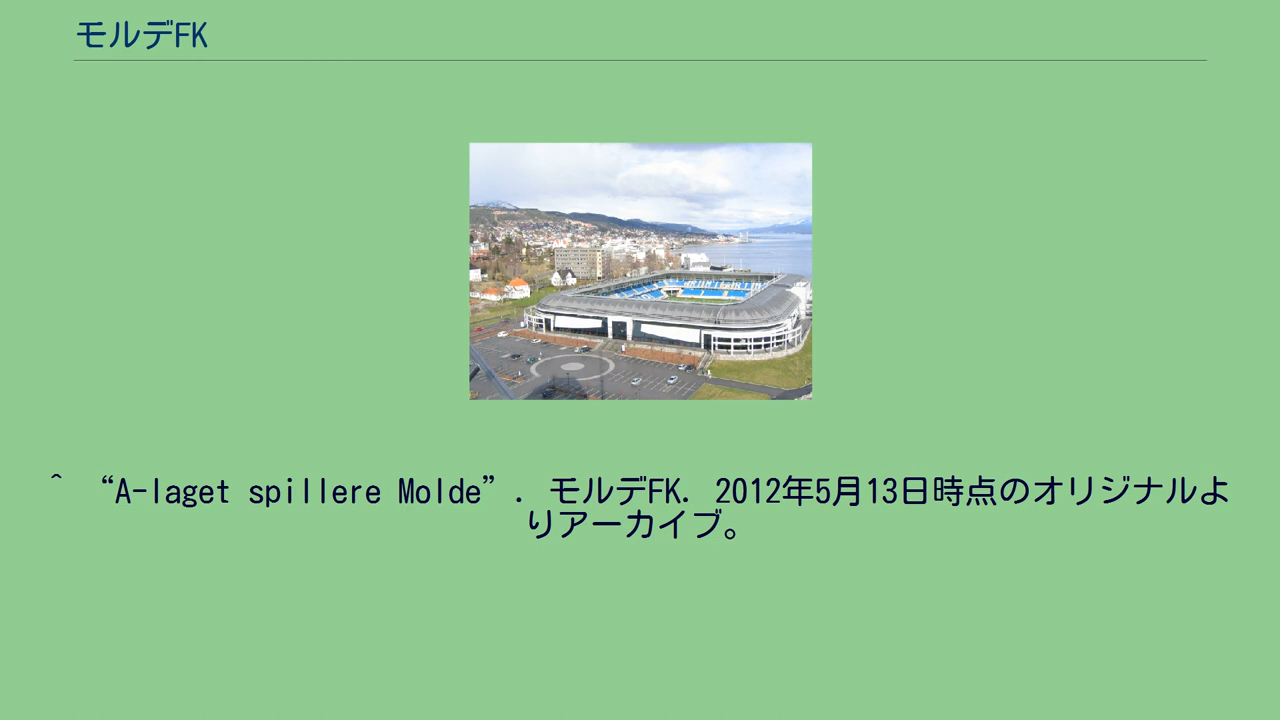 モルデFK
^ “A-laget spillere Molde”. モルデFK. 2012年5月13日時点のオリジナルよ
りアーカイブ。